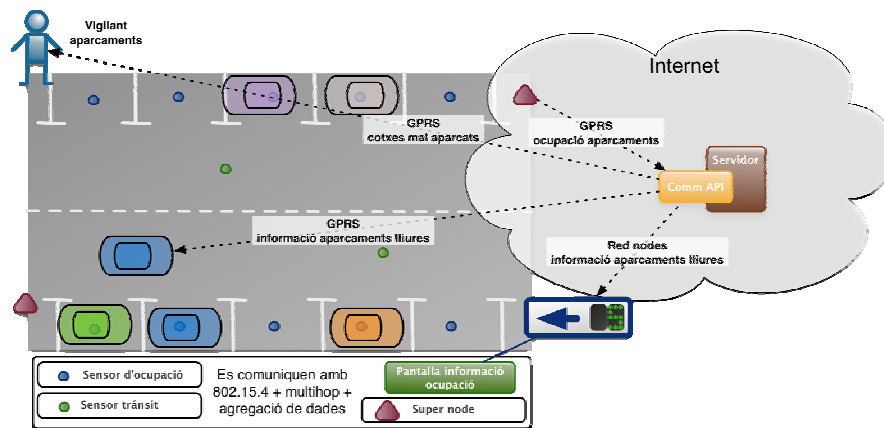 Vigilant
aparcaments
Internet
GPRS
cotxes mal aparcats
GPRS
ocupació aparcaments
Servidor
Comm API
GPRS
informació aparcaments lliures
Red nodes
informació aparcaments lliures
Sensor d'ocupació
Sensor trànsit
Es comuniquen amb
802.15.4 + multihop +
agregació de dades
Pantalla informació
ocupació
Super node